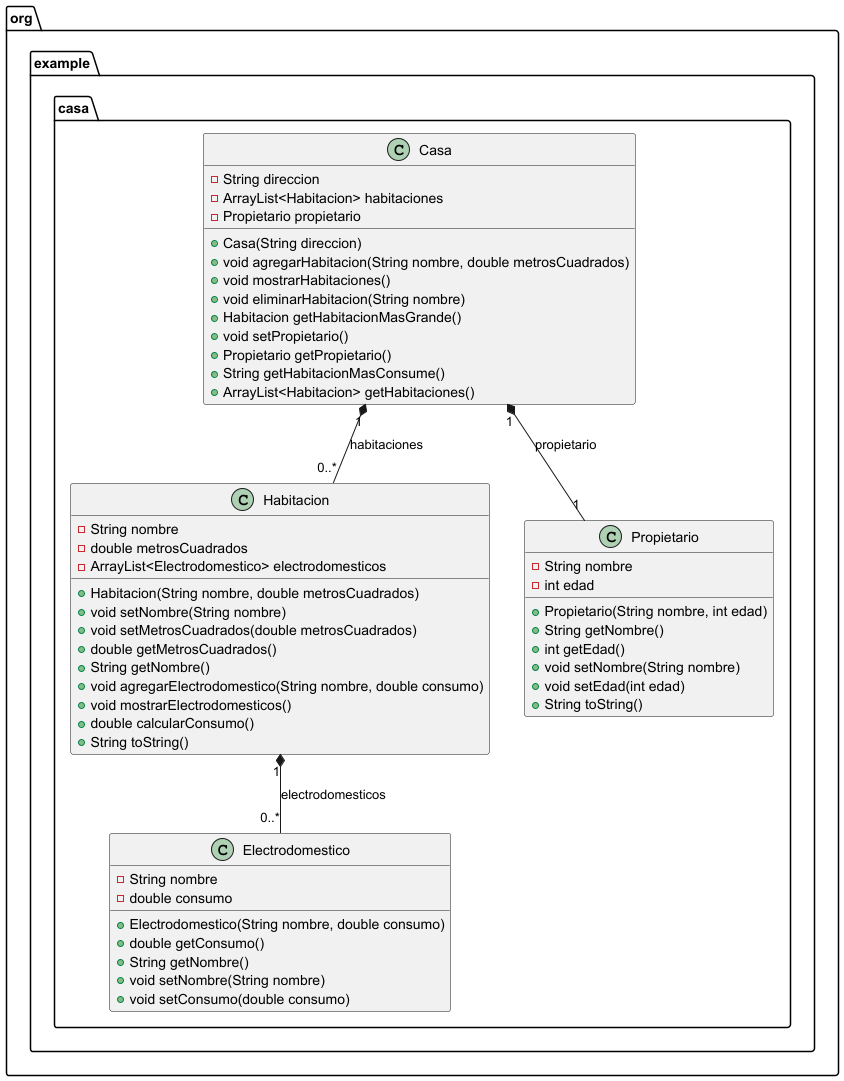 org
example
casa
C Casa
String direccion
ArrayList<Habitacion> habitaciones
Propietario propietario
Casa(String direccion)
void agregarHabitacion(String nombre, double metrosCuadrados)
void mostrarHabitaciones()
void eliminarHabitacion(String nombre)
Habitacion getHabitacionMasGrande()
void setPropietario()
Propietario getPropietario()
String getHabitacionMasConsume()
ArrayList<Habitacion> getHabitaciones()
1
habitaciones
0..*
1
propietario
1
C Habitacion
String nombre
double metrosCuadrados
ArrayList<Electrodomestico> electrodomesticos
Habitacion(String nombre, double metrosCuadrados)
void setNombre(String nombre)
void setMetrosCuadrados(double metrosCuadrados)
double getMetrosCuadrados()
String getNombre()
void agregarElectrodomestico(String nombre, double consumo)
void mostrarElectrodomesticos()
double calcularConsumo()
String toString()
C Propietario
String nombre
int edad
Propietario(String nombre, int edad)
String getNombre()
int getEdad()
void setNombre(String nombre)
void setEdad(int edad)
String toString()
1
electrodomesticos
0..*
C Electrodomestico
String nombre
double consumo
Electrodomestico(String nombre, double consumo)
double getConsumo()
String getNombre()
void setNombre(String nombre)
void setConsumo(double consumo)